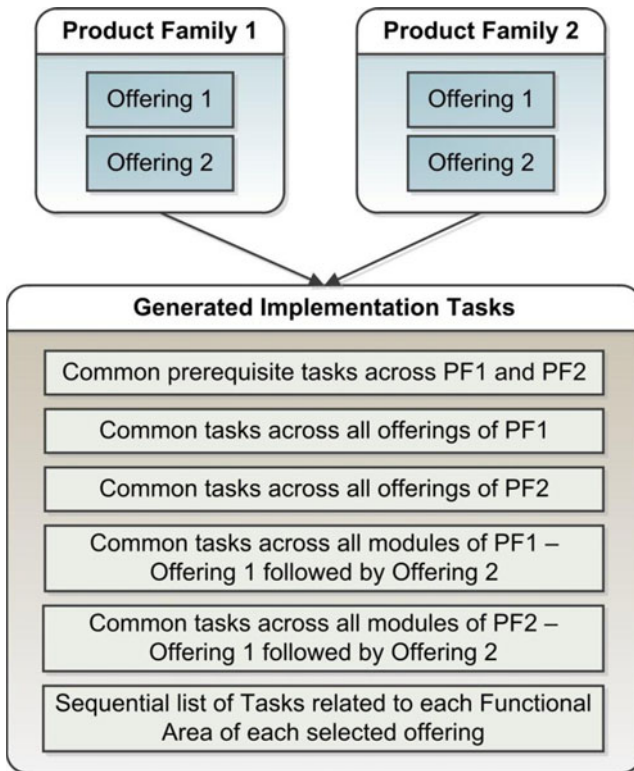 Product Family 1
Offering 1
Offering 2
Product Family 2
Offering 1
Offering 2
Generated Implementation Tasks
Common prerequisite tasks across PF1 and PF2
Common tasks across all offerings of PF1
Common tasks across all offerings of PF2
Common tasks across all modules of PF1 –
Offering 1 followed by Offering 2
Common tasks across all modules of PF2 –
Offering 1 followed by Offering 2
Sequential list of Tasks related to each Functional
Area of each selected offering